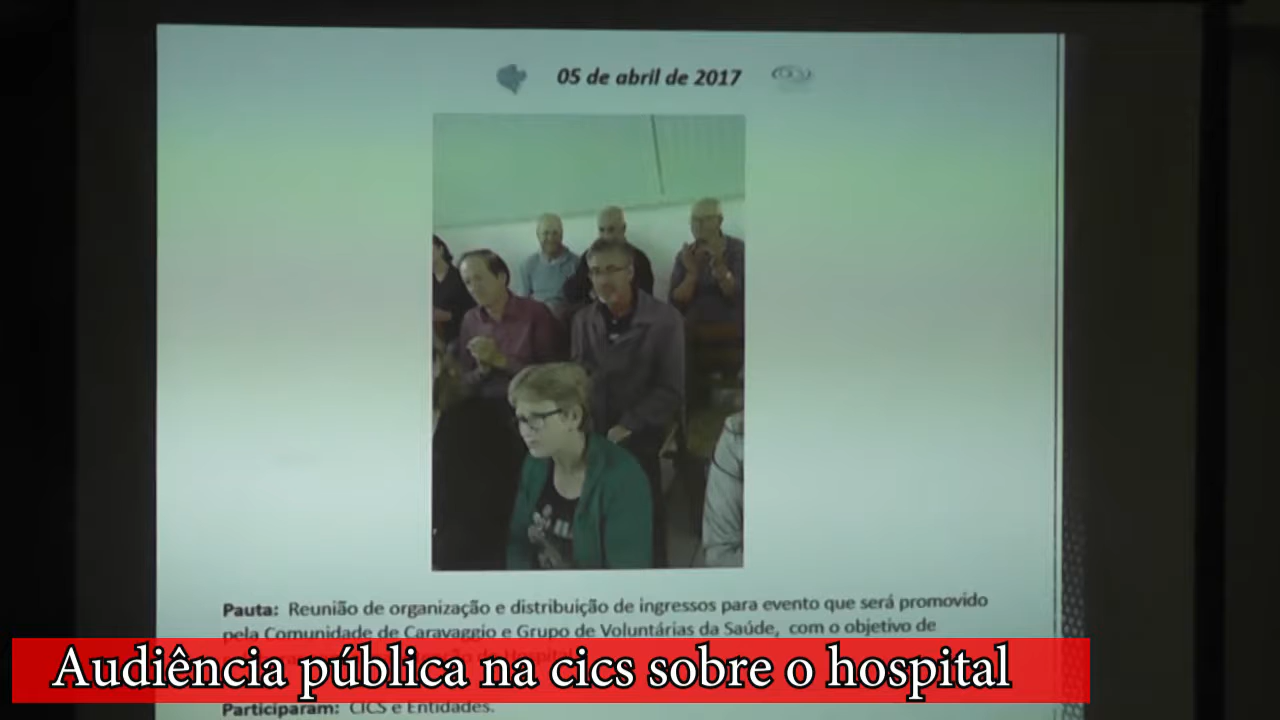 05 de abril de 2017
Pauta: Reunião de organização e distribuição de ingressos para evento que será promovido
pela Comunidade de Caravaggio e Grupo de Voluntárias da Saúde, com o objetivo de
Audiência pública na cics sobre o hospital
Participaram: CICS e Entidades.